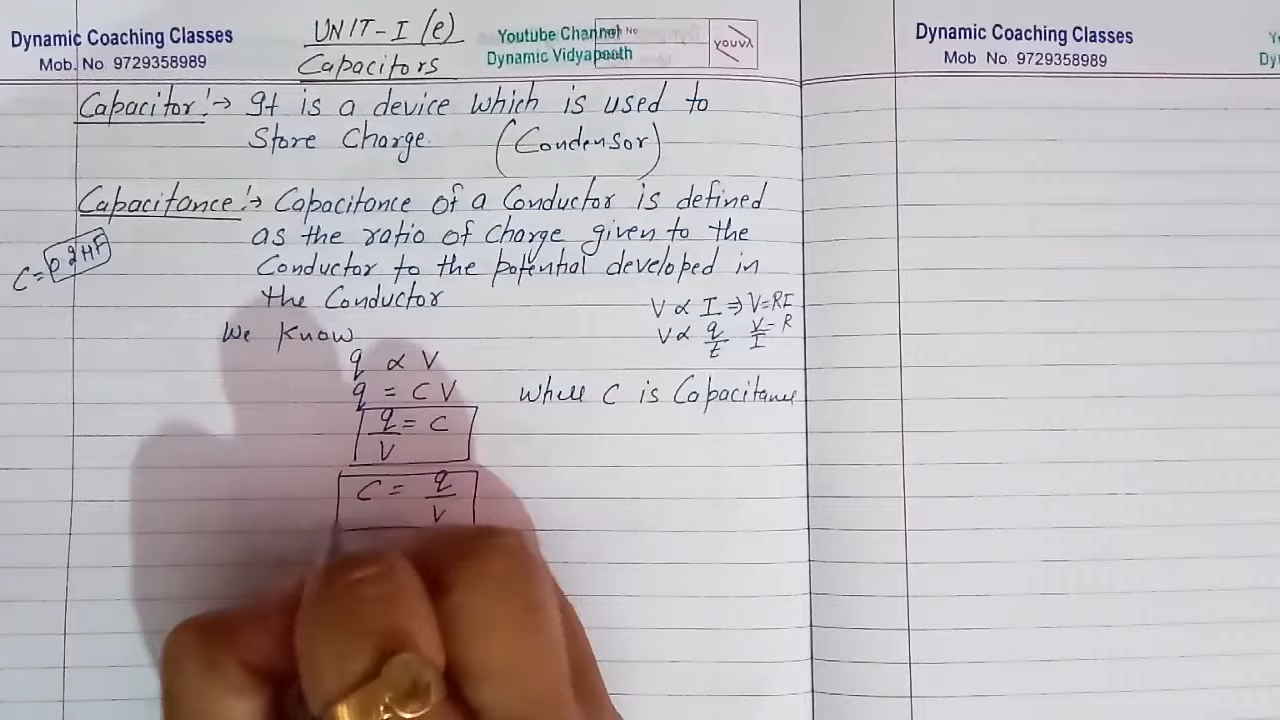 Dynamic Coaching Classes
Mob. No. 9729358989
UNIT-I (e)
Capacitors
Youtube Channel
Dynamic Vidyapeeth
No
youva
Capacitor:→ It is a device which is used to
Store Charge. (Condensor)
Capacitance:→ Capacitance of a Conductor is defined
as the ratio of Charge given to the
Conductor to the potential developed in
the Conductor
C=
We Know
V ∝ I ⇒ V=RI
V ∝ q/t V/I = R
q ∝ V
q = CV Where C is Capacitance
q/V = C
C = q/V
Dynamic Coaching Classes
Mob No. 9729358989